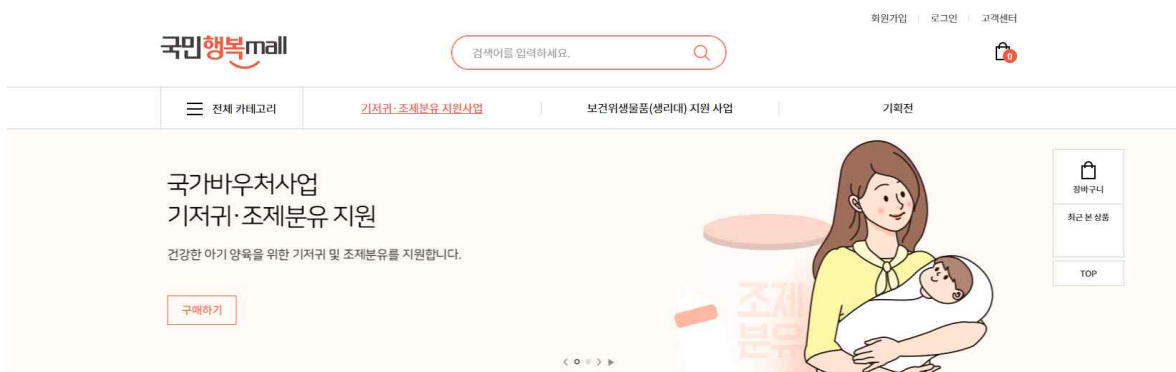 회원가입
로그인
고객센터
국민행복mall
검색어를 입력하세요.
0
전체 카테고리
기저귀·조제분유 지원사업
보건위생물품(생리대) 지원 사업
기획전
국가바우처사업
기저귀·조제분유 지원
건강한 아기 양육을 위한 기저귀 및 조제분유를 지원합니다.
구매하기
조제
분유
장바구니
최근 본 상품
TOP